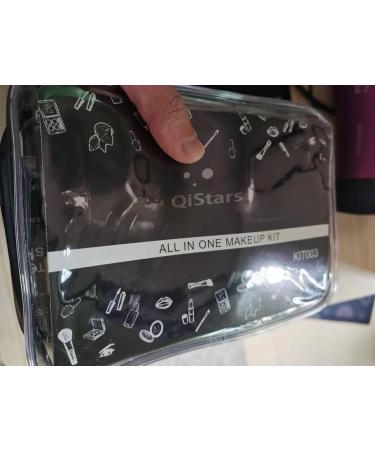 QiStars
ALL IN ONE MAKEUP KIT
KIT003